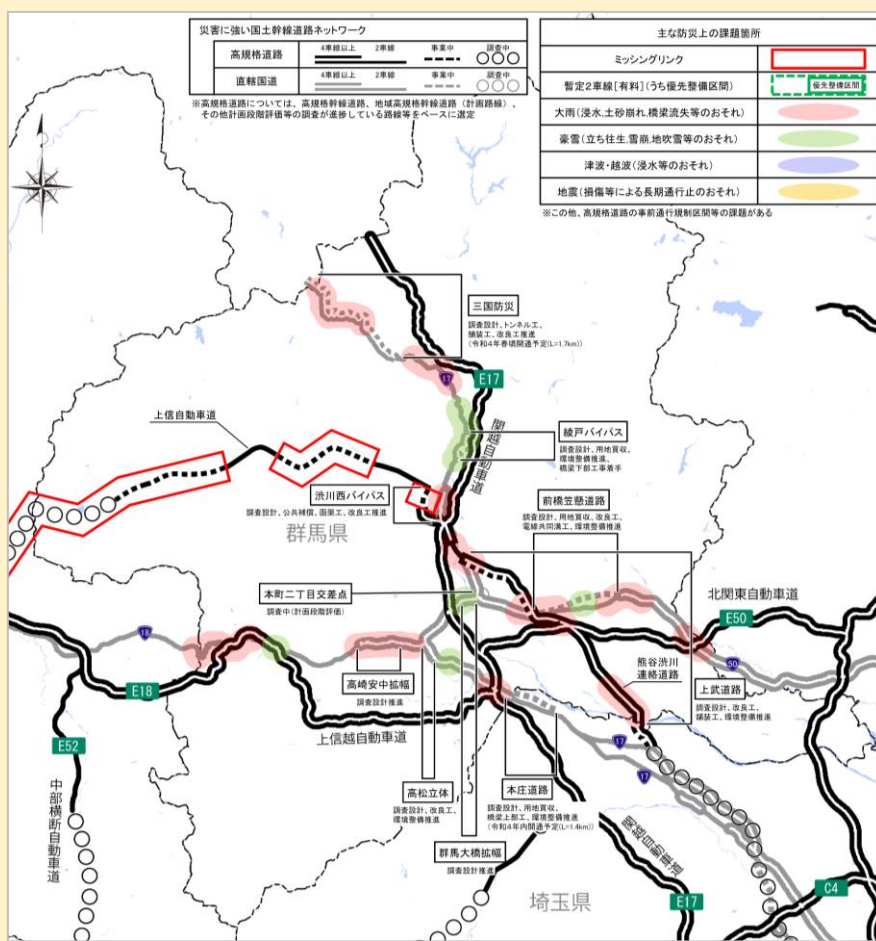 災害に強い国土幹線道路ネットワーク
高規格道路
4車線以上
2車線
事業中
調査中
直轄国道
4車線以上
2車線
事業中
調査中
※高規格道路については、高規格幹線道路、地域高規格幹線道路（計画路線）、
その他計画段階評価等の調査が進捗している路線等をベースに選定
主な防災上の課題箇所
ミッシングリンク
暫定2車線[有料](うち優先整備区間)
優先整備区間
大雨(浸水、土砂崩れ、橋梁流失等のおそれ)
豪雪(立ち往生、雪崩、地吹雪等のおそれ)
津波・越波(浸水等のおそれ)
地震(損傷等による長期通行止のおそれ)
※この他、高規格道路の事前通行規制区間等の課題がある
三国防災
調査設計、トンネル工、
舗装工、改良工推進
(令和4年春頃開通予定(L=1.7km))
17
E17
関越自動車道
綾戸バイパス
調査設計、用地買収、
環境整備推進、
橋梁下部工事着手
上信自動車道
渋川西バイパス
調査設計、公共補償、函渠工、改良工推進
群馬県
前橋笠懸道路
調査設計、用地買収、改良工、
電線共同溝工、環境整備推進
本町二丁目交差点
調査中(計画段階評価)
北関東自動車道
E50
50
18
E18
高崎安中拡幅
調査設計推進
熊谷渋川
連絡道路
上武道路
調査設計、改良工、
舗装工、環境整備推進
上信越自動車道
E52
中部横断自動車道
17
17
高松立体
調査設計、改良工、
環境整備推進
本庄道路
調査設計、用地買収、
橋梁上部工、環境整備推進
(令和4年内開通予定(L=1.4km))
群馬大橋拡幅
調査設計推進
関越自動車道
埼玉県
E17
C4